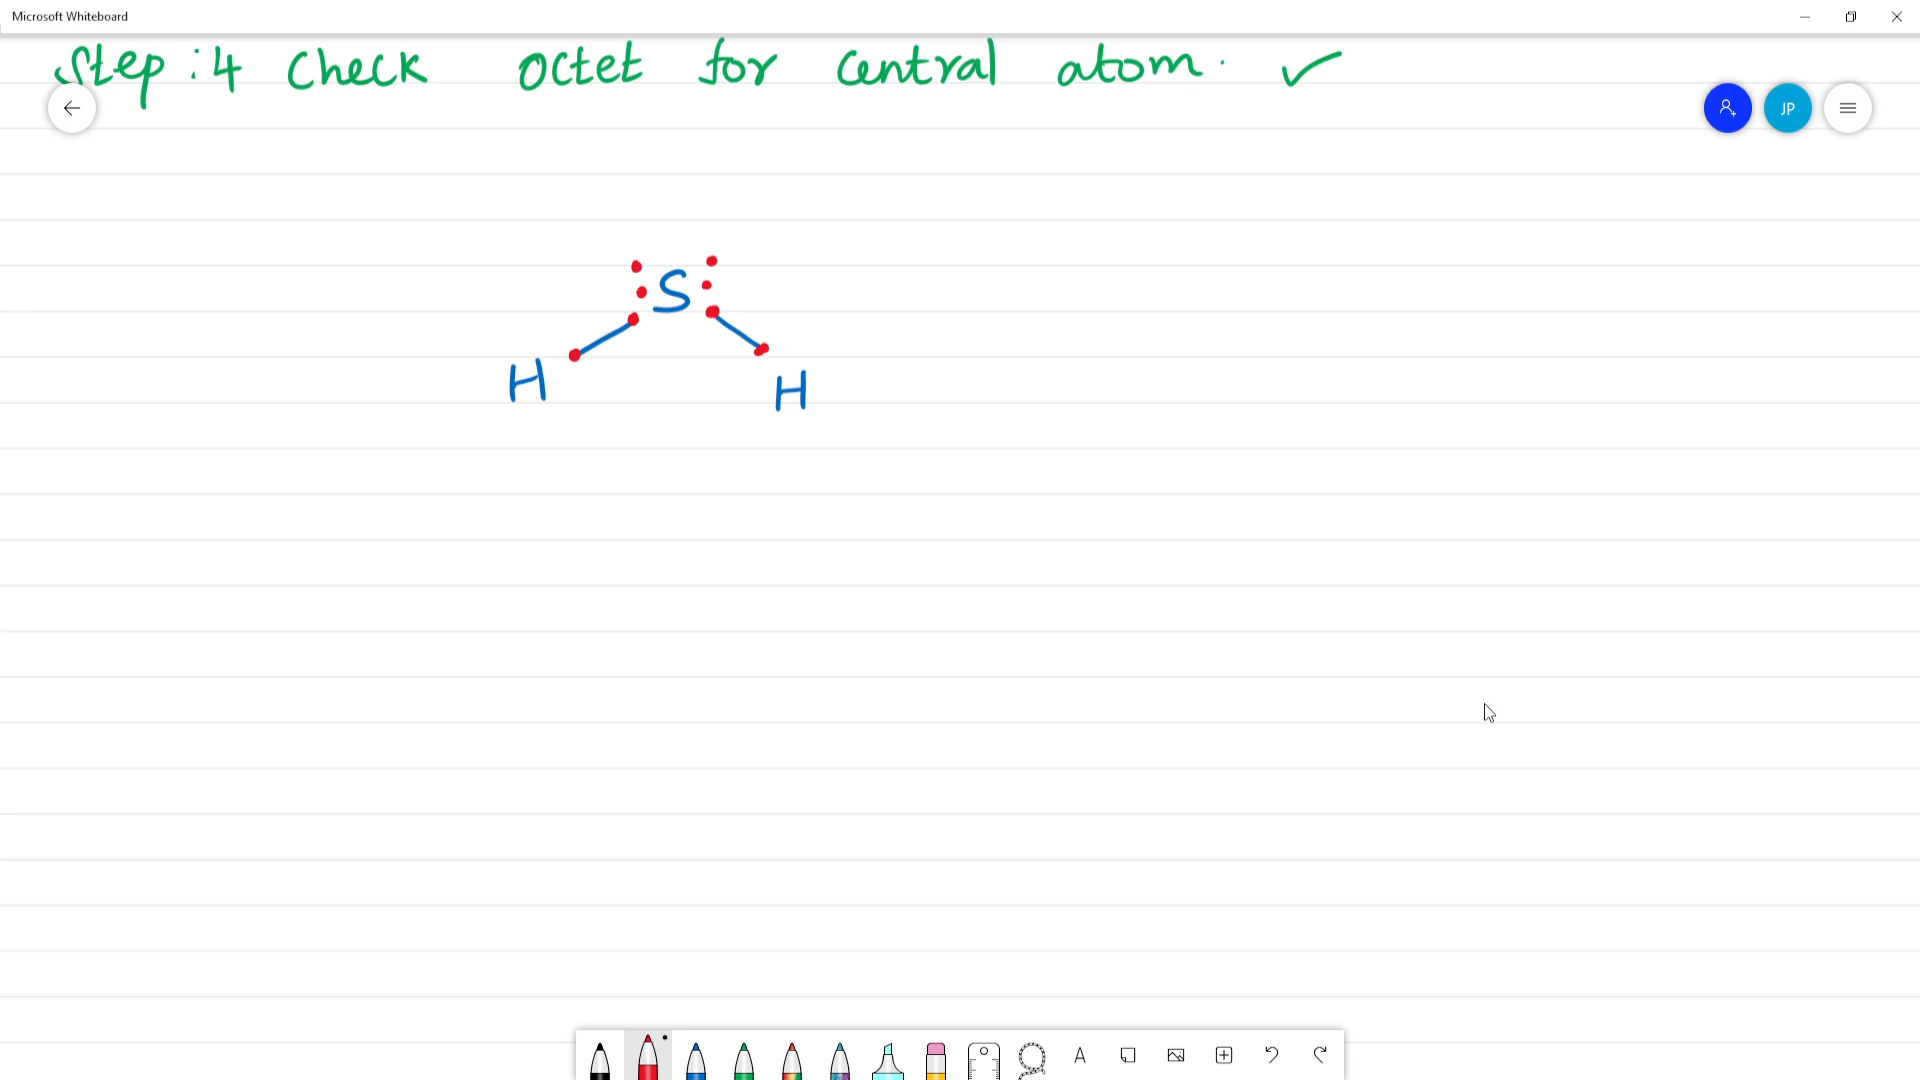 Microsoft Whiteboard
Step:4 Check Octet for Central atom. ✓
JP
S
H H
A